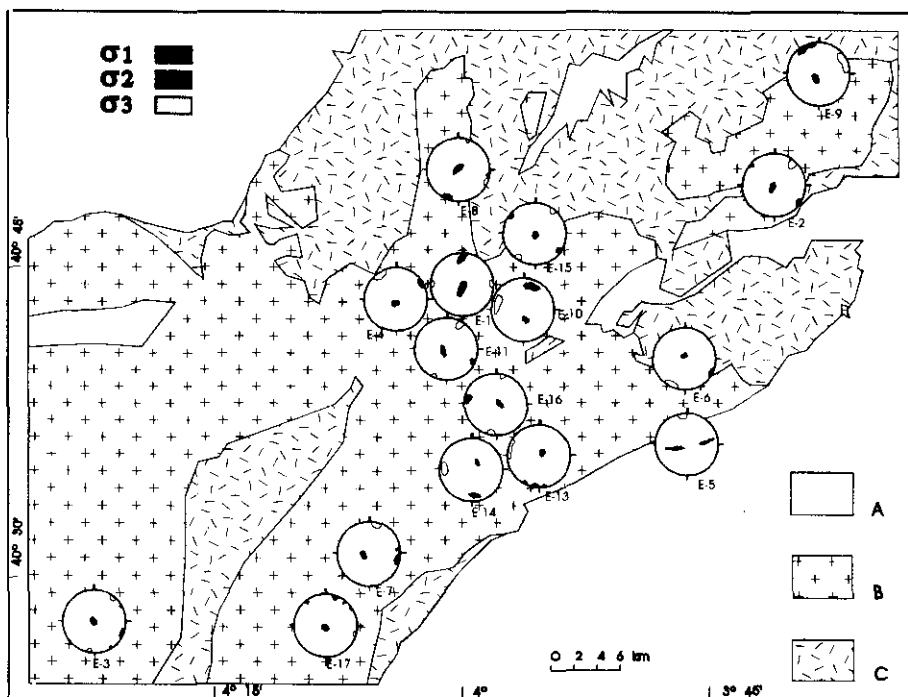 σ1
σ2
σ3
E-9
E-2
E-8
E-15
40° 45'
E-10
E-1
E-4
E-11
E-6
E-16
E-5
E-13
E-14
A
40° 30'
E-7
B
E-3
E-17
0 2 4 6 km
C
4° 15'
4°
3° 45'